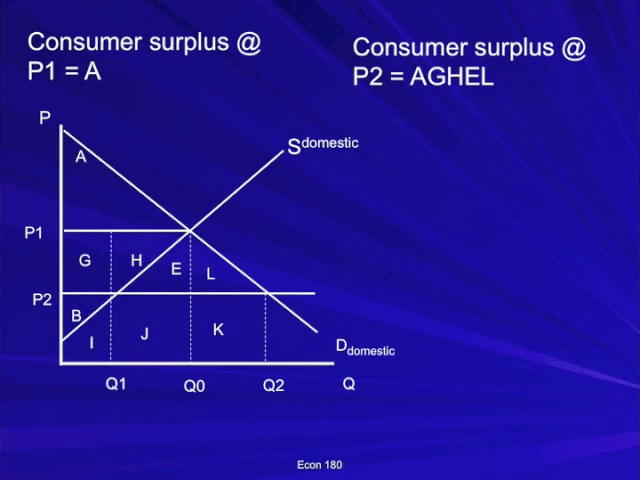 Consumer surplus @
P1 = A
Consumer surplus @
P2 = AGHEL
P
A
Sdomestic
P1
G
H
E
L
P2
B
I
J
K
Ddomestic
Q1
Q0
Q2
Q
Econ 180